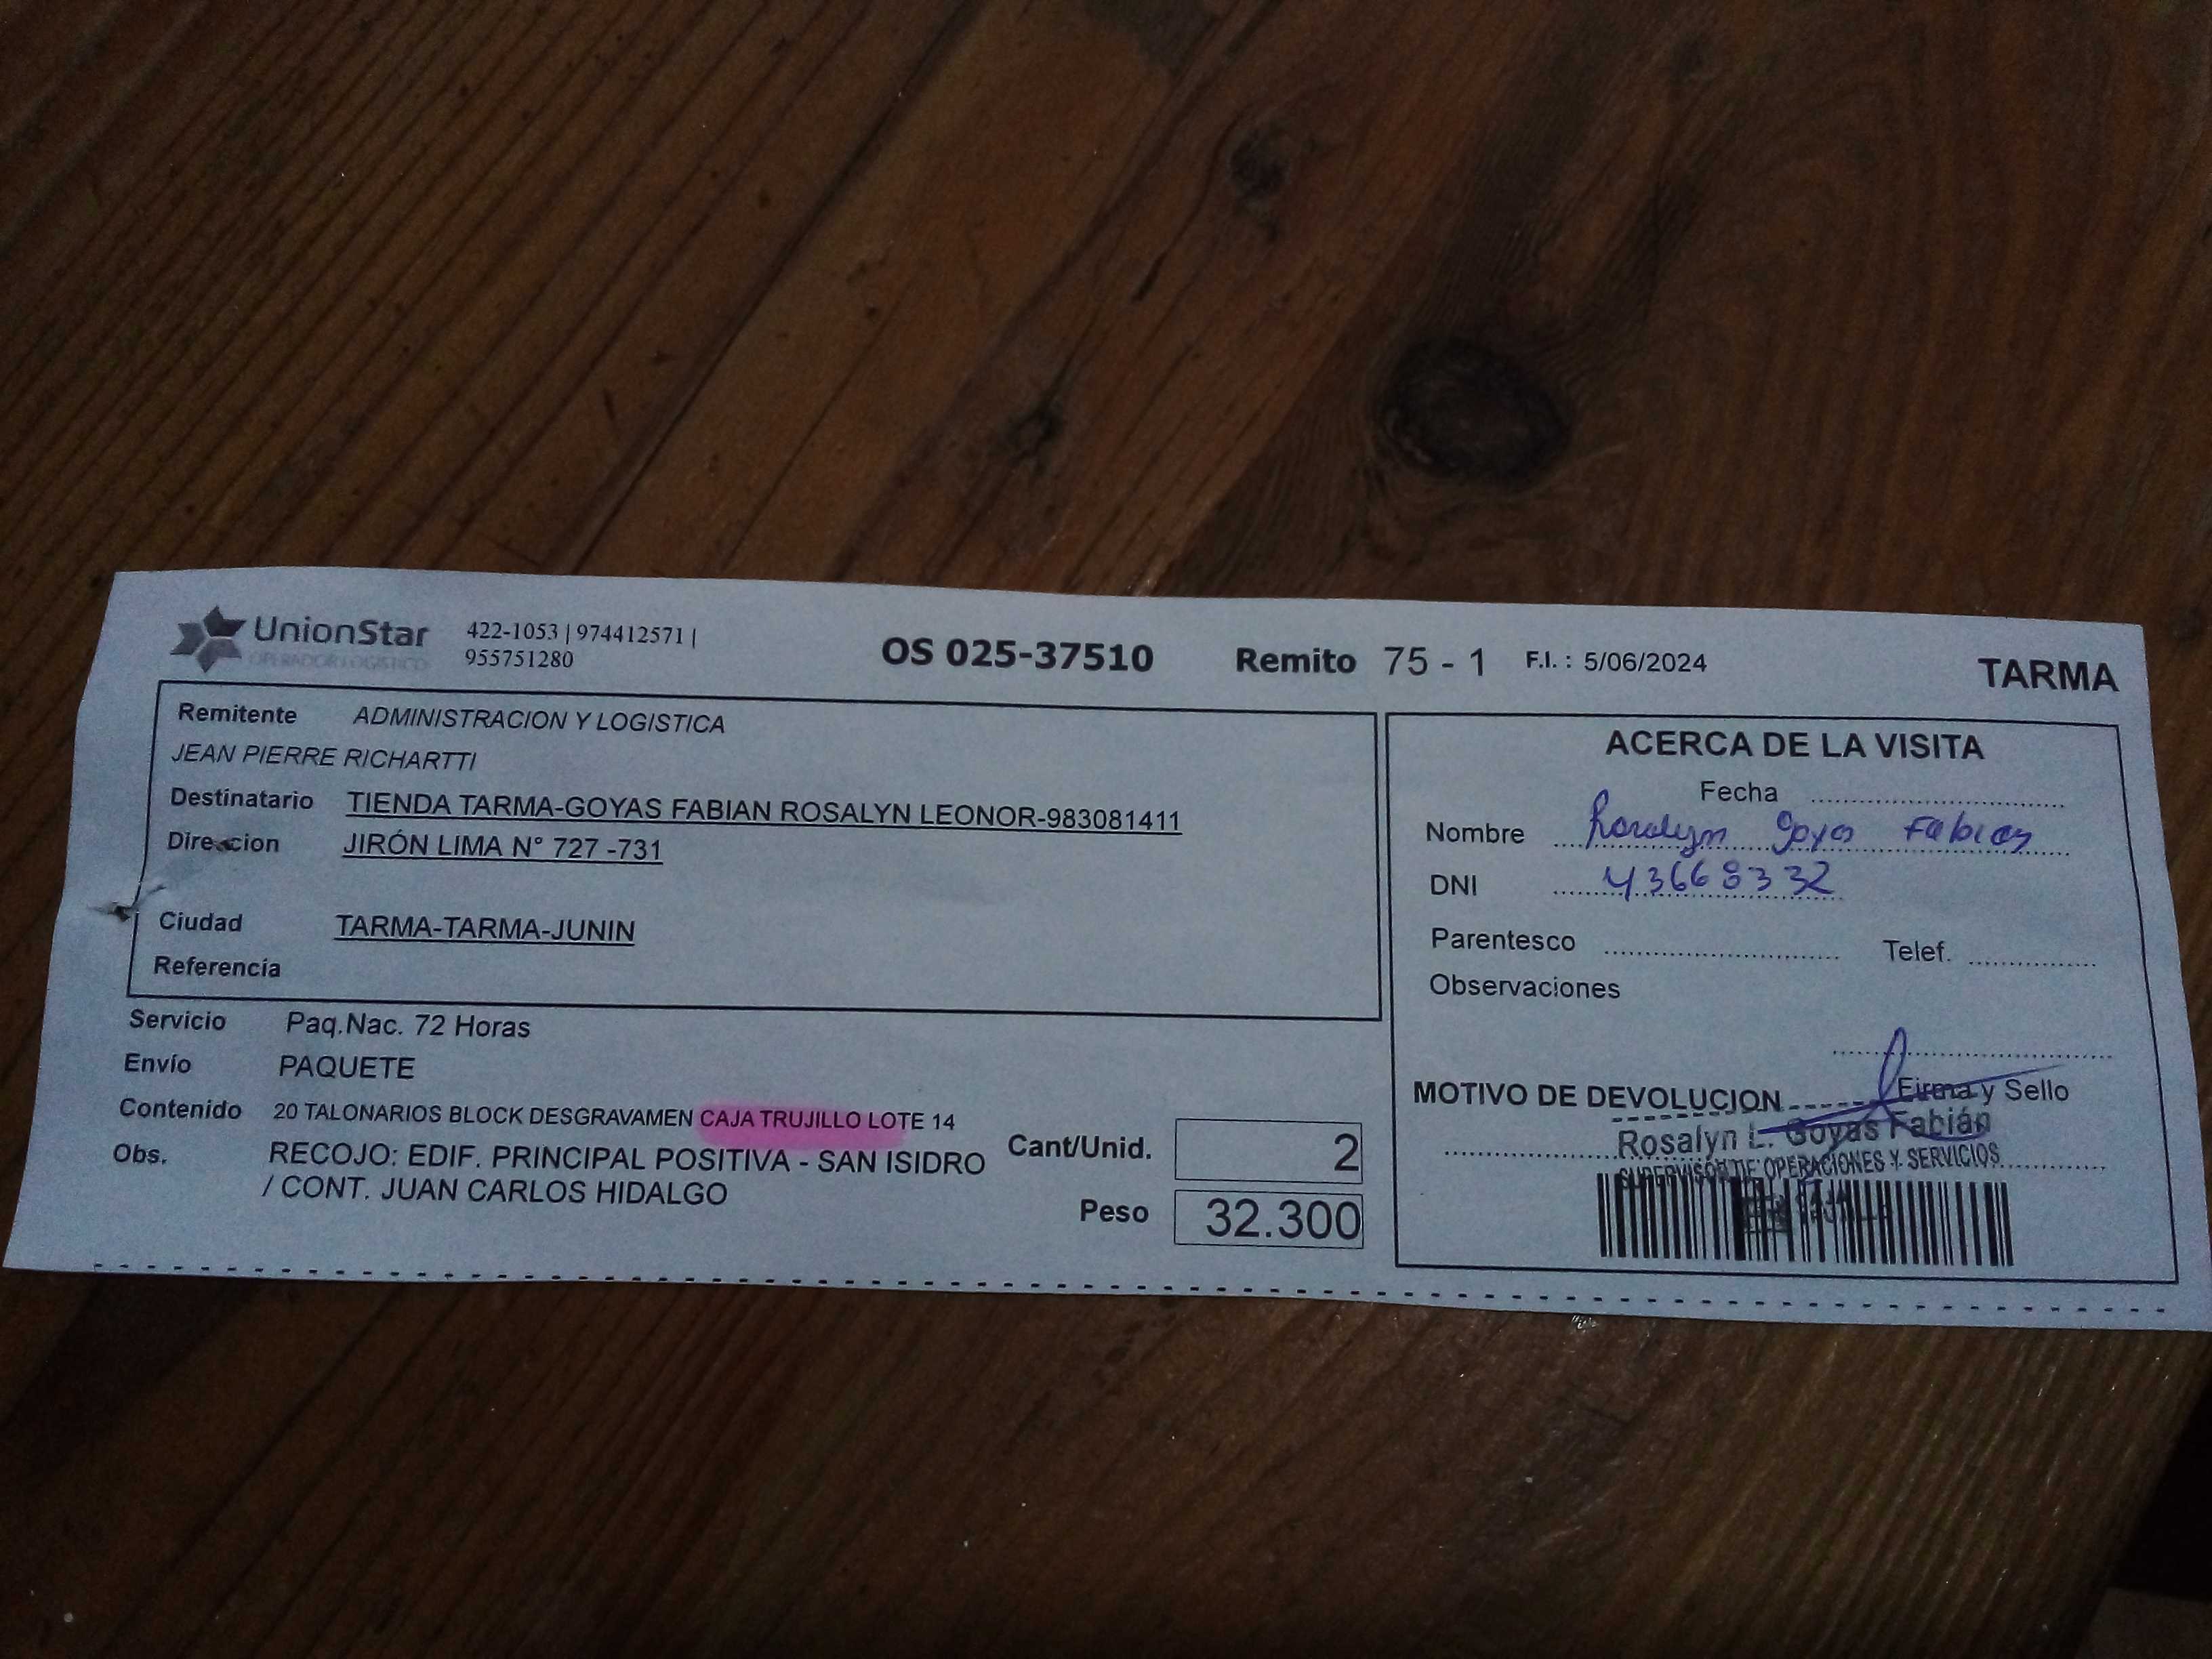 UnionStar
OPERADOR LOGISTICO
422-1053 | 974412571 |
955751280
OS 025-37510
Remito 75 - 1
F.I. : 5/06/2024
TARMA
Remitente ADMINISTRACION Y LOGISTICA
JEAN PIERRE RICHARTTI
Destinatario TIENDA TARMA-GOYAS FABIAN ROSALYN LEONOR-983081411
Direccion JIRÓN LIMA N° 727 -731
Ciudad TARMA-TARMA-JUNIN
Referencia
Servicio Paq.Nac. 72 Horas
Envío PAQUETE
Contenido 20 TALONARIOS BLOCK DESGRAVAMEN CAJA TRUJILLO LOTE 14
Obs. RECOJO: EDIF. PRINCIPAL POSITIVA - SAN ISIDRO
/ CONT. JUAN CARLOS HIDALGO
Cant/Unid. 2
Peso 32.300
ACERCA DE LA VISITA
Fecha
Nombre Rosalyn Goyas Fabian
DNI 43668332
Parentesco Telef.
Observaciones
Firma y Sello
MOTIVO DE DEVOLUCION
Rosalyn L. Goyas Fabián
SUPERVISOR DE OPERACIONES Y SERVICIOS